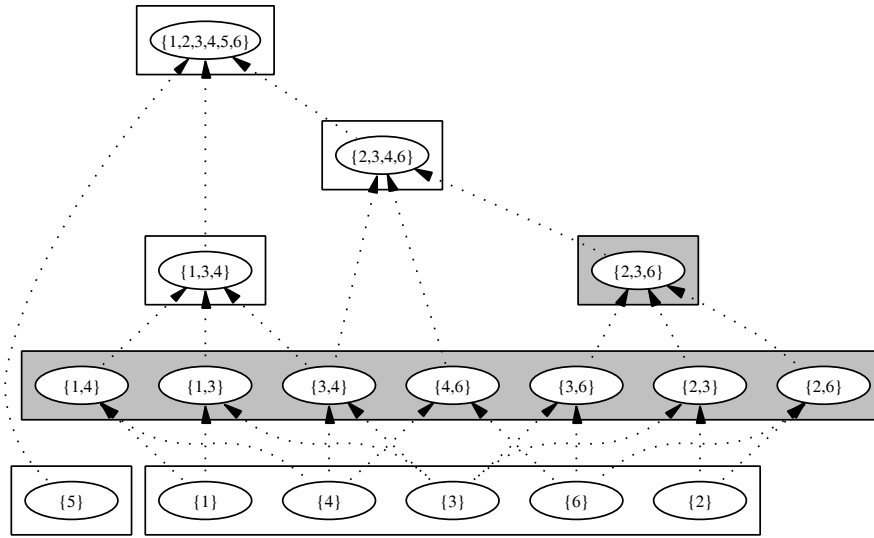 {1,2,3,4,5,6}
{2,3,4,6}
{1,3,4} {2,3,6}
{1,4} {1,3} {3,4} {4,6} {3,6} {2,3} {2,6}
{5} {1} {4} {3} {6} {2}